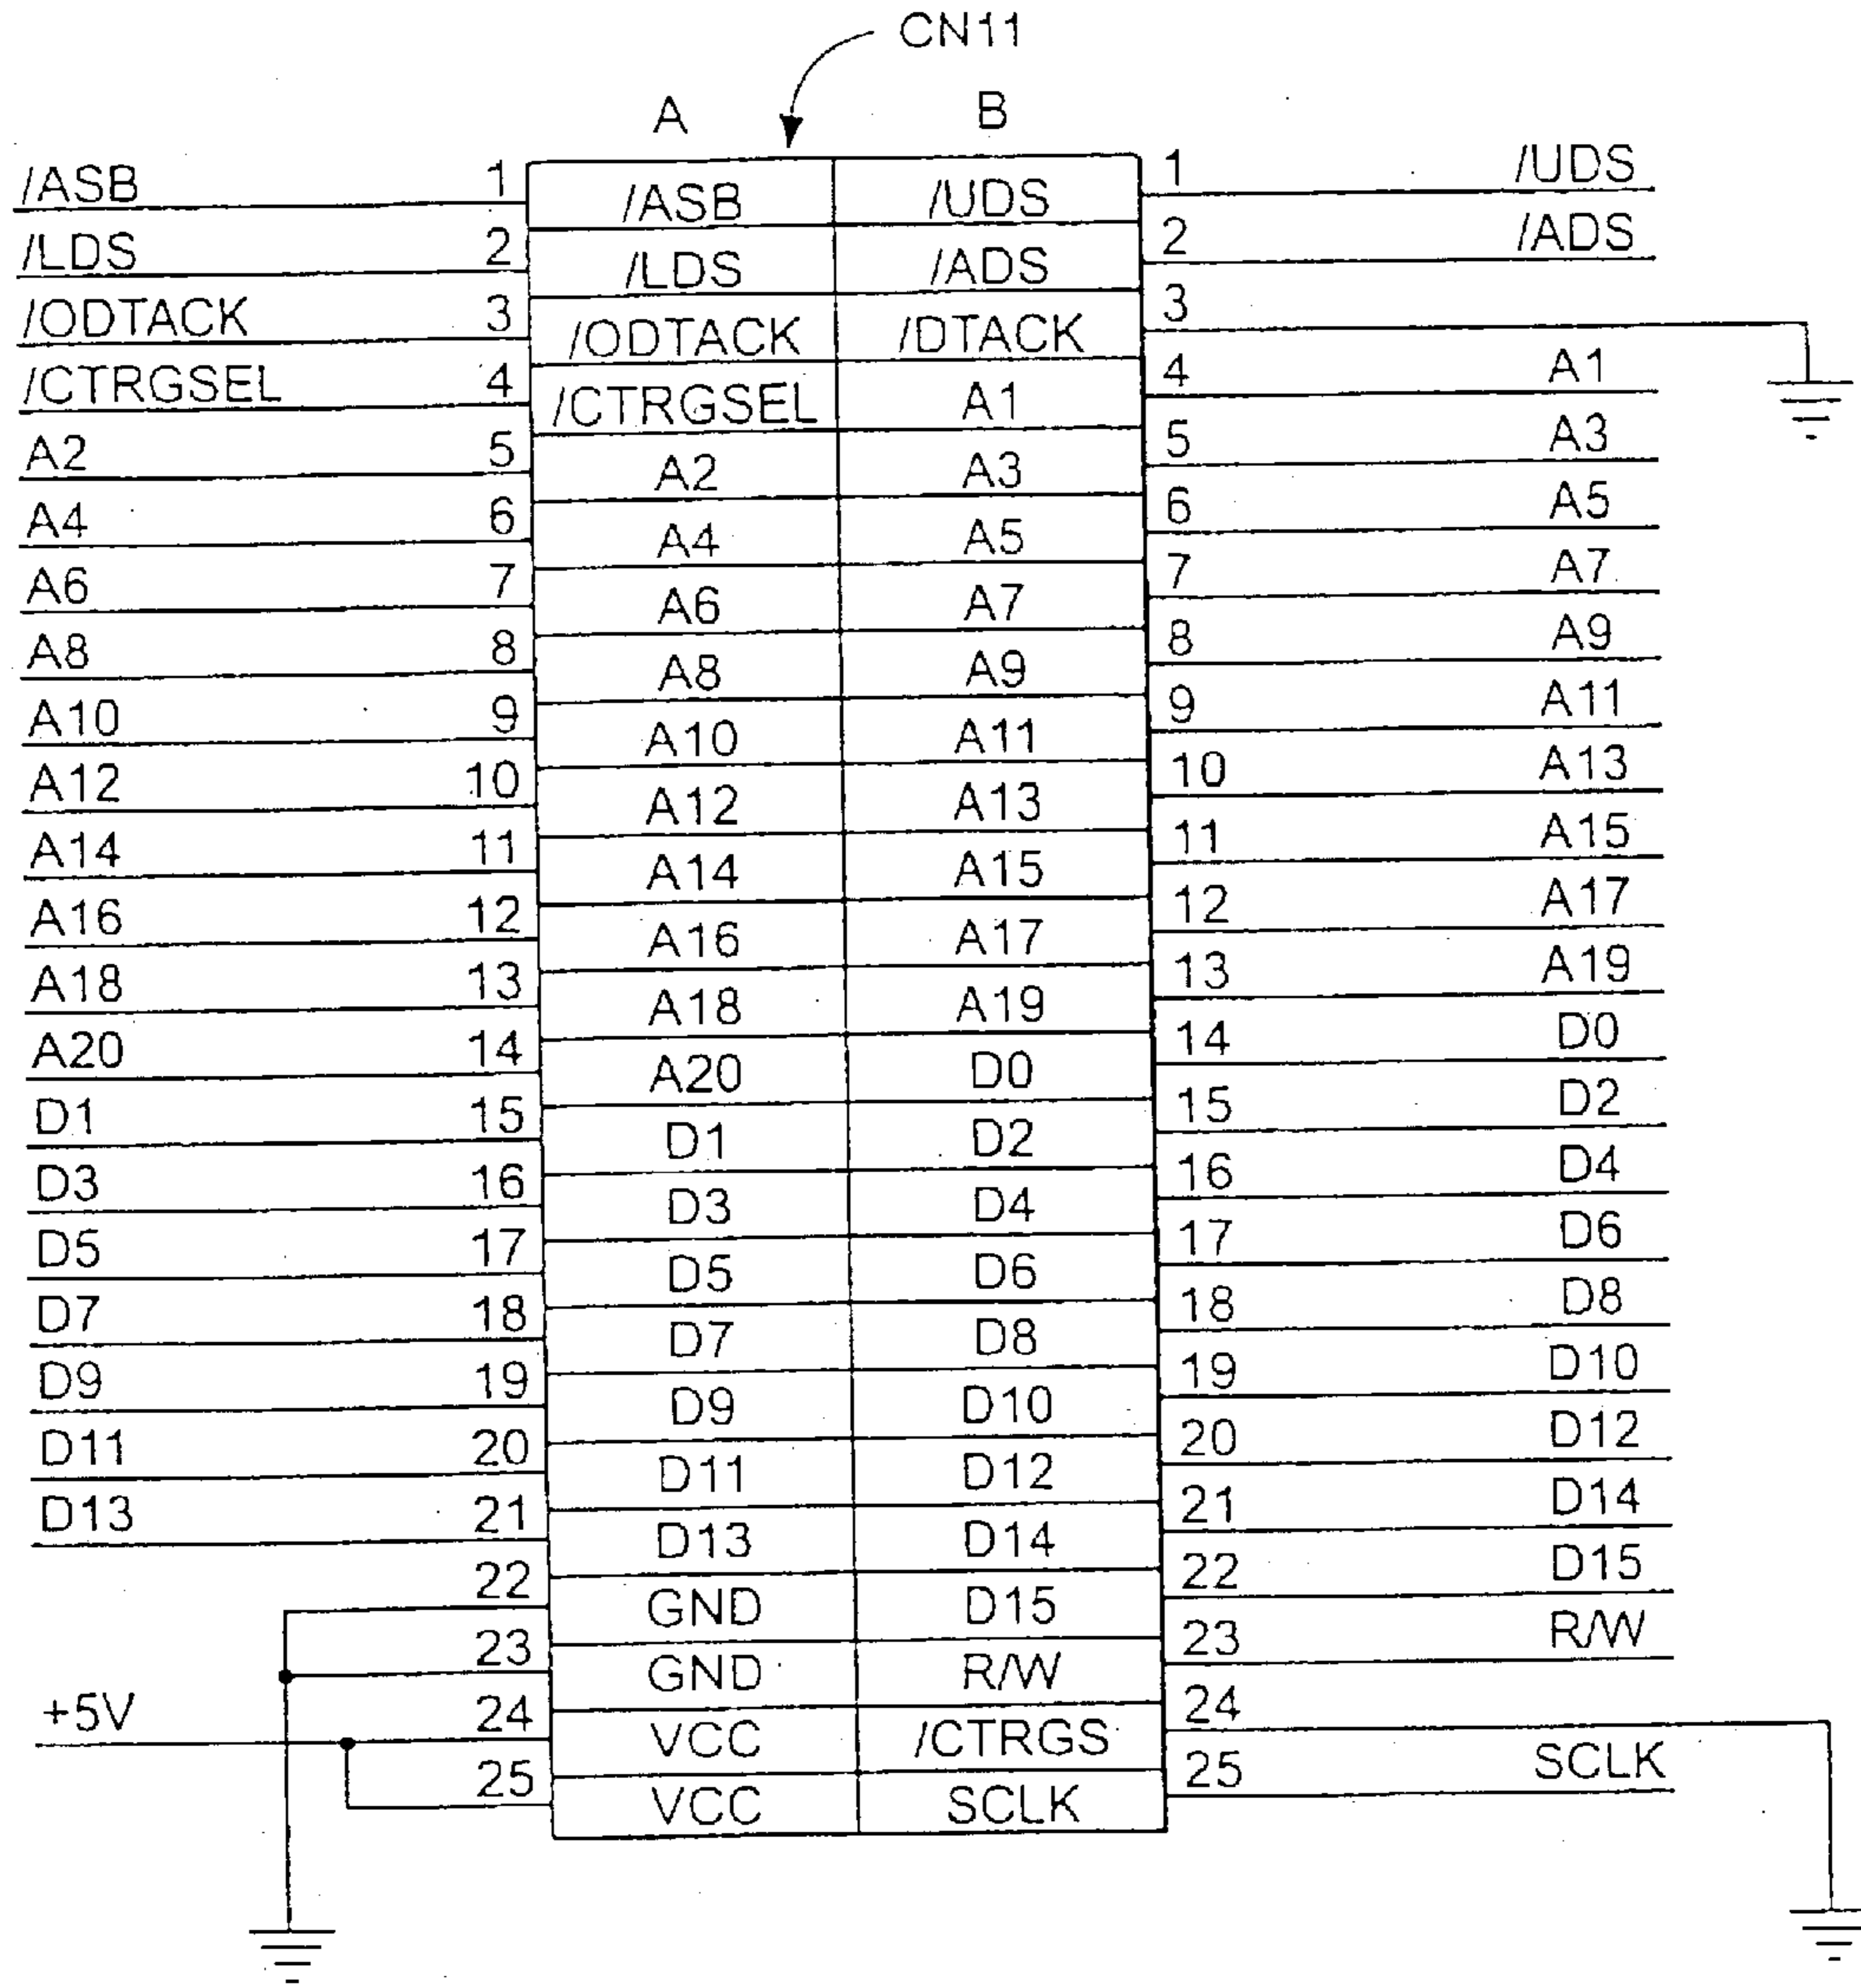 CN11
A B
/ASB 1 /ASB /UDS 1 /UDS
/LDS 2 /LDS /ADS 2 /ADS
/ODTACK 3 /ODTACK /DTACK 3
/CTRGSEL 4 /CTRGSEL A1 4 A1
A2 5 A2 A3 5 A3
A4 6 A4 A5 6 A5
A6 7 A6 A7 7 A7
A8 8 A8 A9 8 A9
A10 9 A10 A11 9 A11
A12 10 A12 A13 10 A13
A14 11 A14 A15 11 A15
A16 12 A16 A17 12 A17
A18 13 A18 A19 13 A19
A20 14 A20 D0 14 D0
D1 15 D1 D2 15 D2
D3 16 D3 D4 16 D4
D5 17 D5 D6 17 D6
D7 18 D7 D8 18 D8
D9 19 D9 D10 19 D10
D11 20 D11 D12 20 D12
D13 21 D13 D14 21 D14
22 GND D15 22 D15
23 GND R/W 23 R/W
+5V 24 VCC /CTRGS 24
25 VCC SCLK 25 SCLK